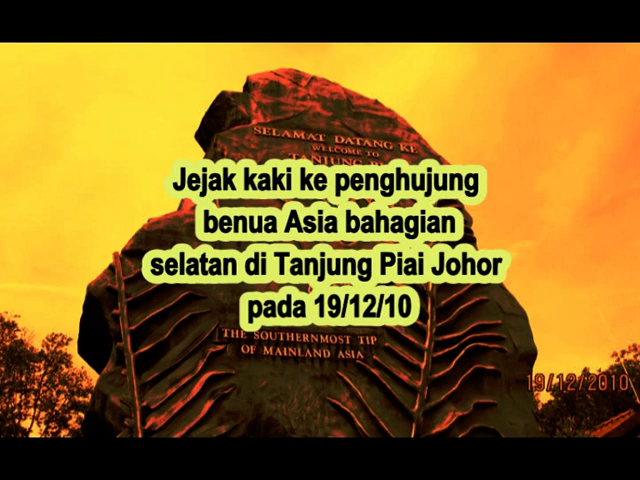 SELAMAT DATANG KE
WELCOME TO
TANJUNG
Jejak kaki ke penghujung
benua Asia bahagian
selatan di Tanjung Piai Johor
pada 19/12/10
THE SOUTHERNMOST TIP
OF MAINLAND ASIA
19/12/2010